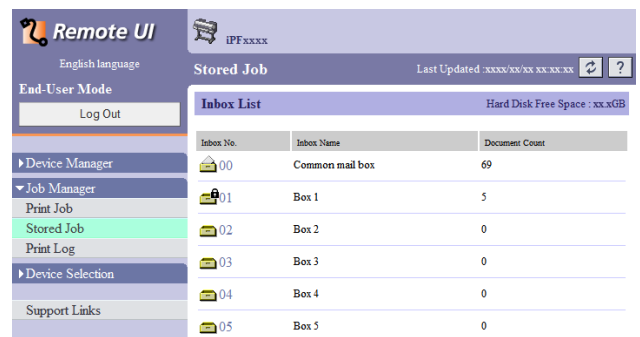 Remote UI
English language
End-User Mode
Log Out
Device Manager
Job Manager
Print Job
Stored Job
Print Log
Device Selection
Support Links
iPFxxxx
Stored Job Last Updated :xxxx/xx/xx xx:xx:xx ?
Inbox List Hard Disk Free Space : xx.xGB
Inbox No. Inbox Name Document Count
00 Common mail box 69
01 Box 1 5
02 Box 2 0
03 Box 3 0
04 Box 4 0
05 Box 5 0